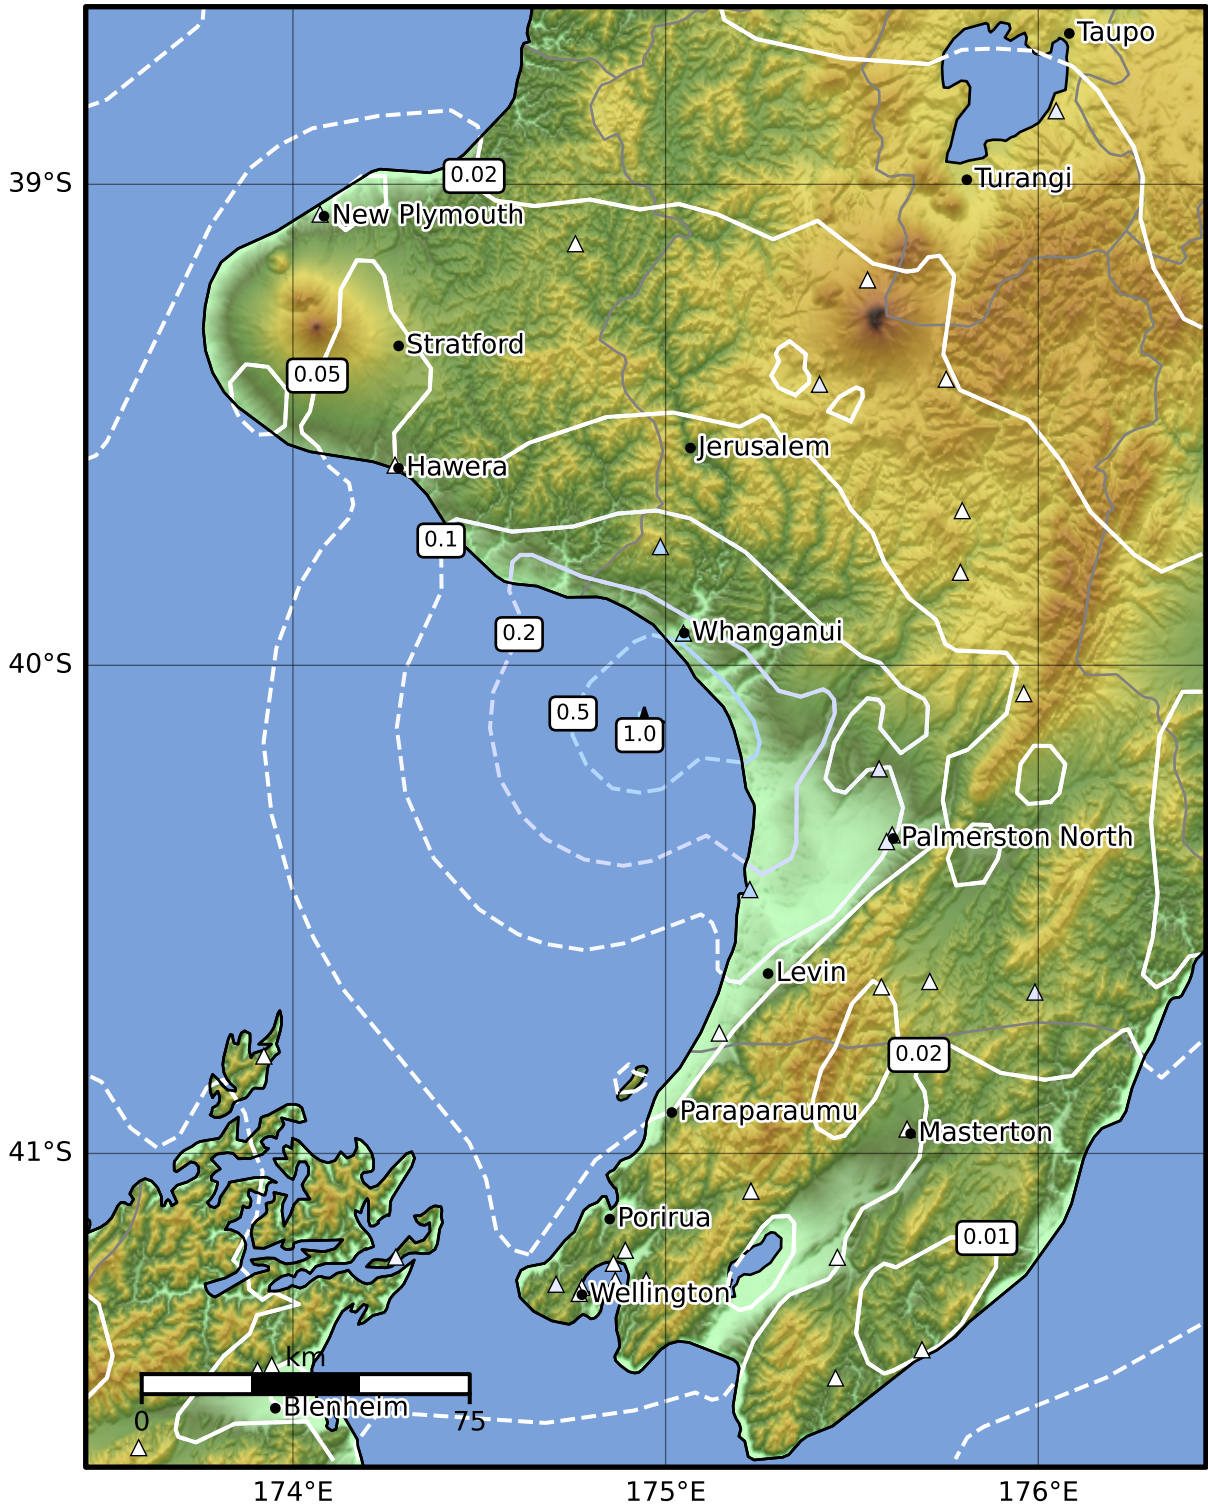 Taupo
39°S
0.02
Turangi
New Plymouth
Stratford
0.05
Jerusalem
Hawera
0.1
0.2
Whanganui
40°S
0.5
1.0
Palmerston North
Levin
0.02
Paraparaumu
Masterton
41°S
Porirua
0.01
Wellington
km
Blenheim
0
75
174°E
175°E
176°E